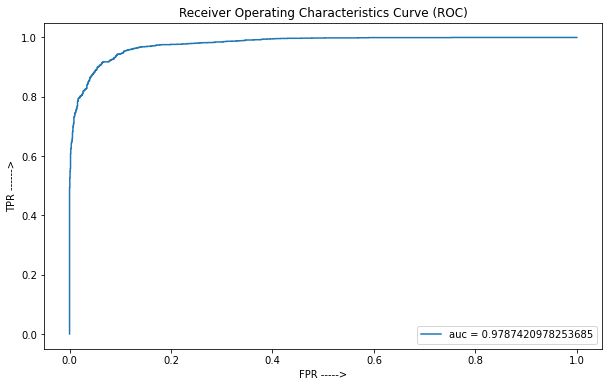 Receiver Operating Characteristics Curve (ROC)
1.0
0.8
0.6
0.4
0.2
0.0
TPR ------>
auc = 0.9787420978253685
0.0 0.2 0.4 0.6 0.8 1.0
FPR ----->